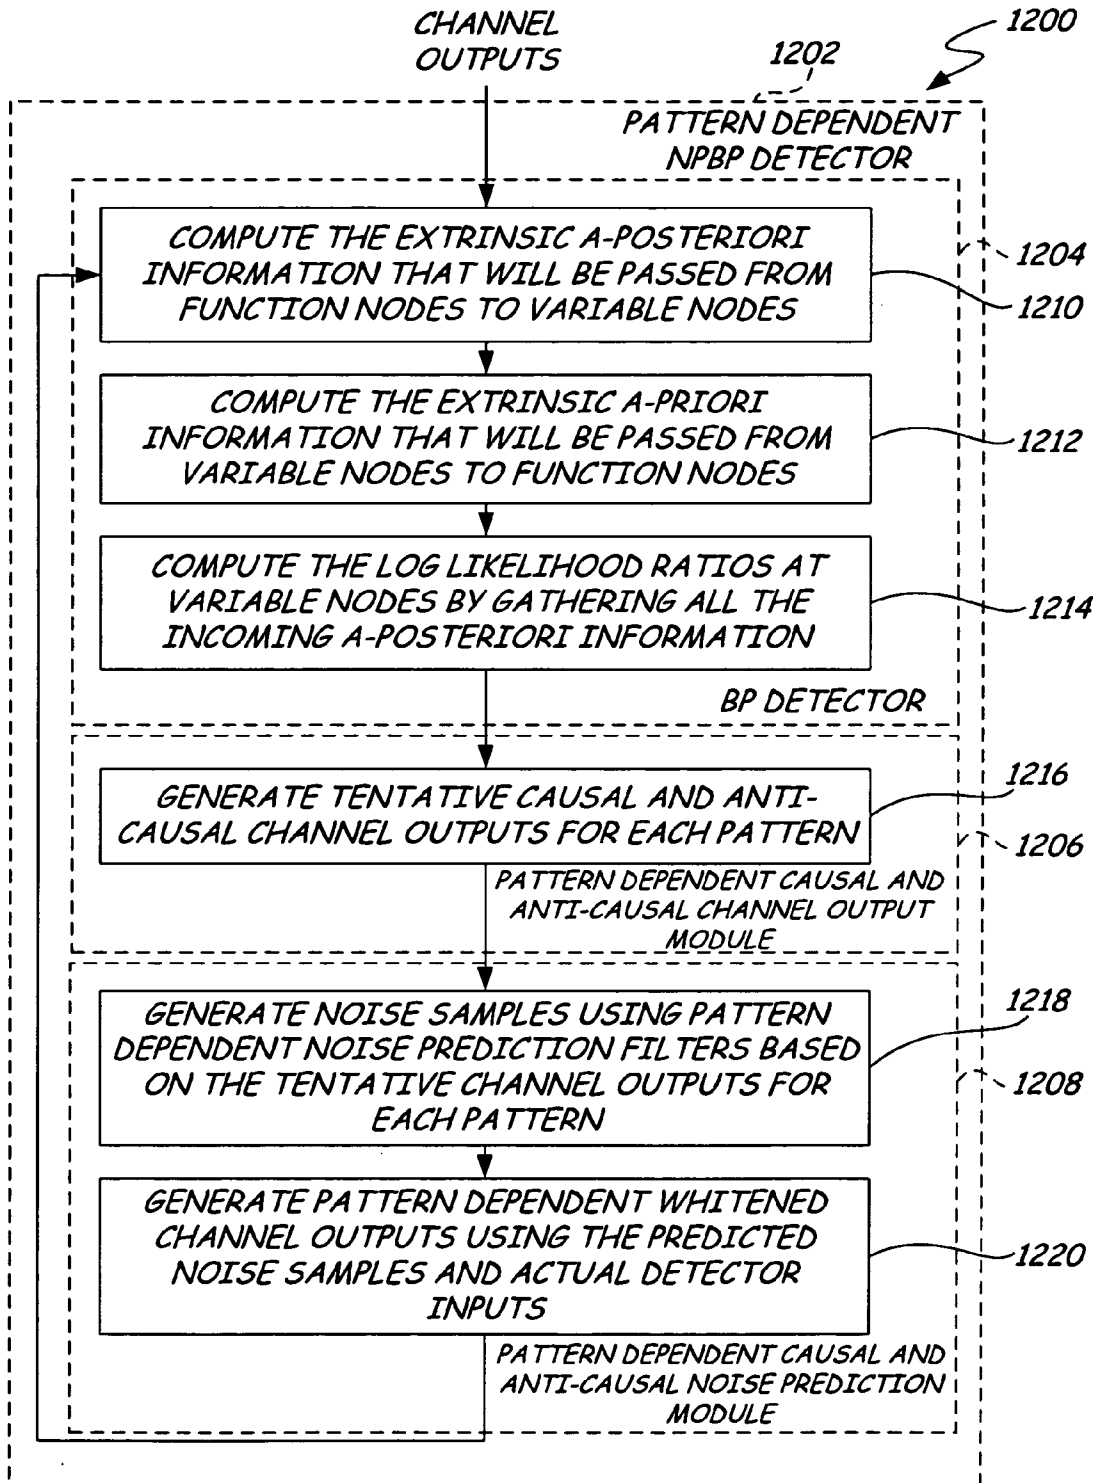 CHANNEL
OUTPUTS
1200
1202
PATTERN DEPENDENT
NPBP DETECTOR
COMPUTE THE EXTRINSIC A-POSTERIORI
INFORMATION THAT WILL BE PASSED FROM
FUNCTION NODES TO VARIABLE NODES
1204
1210
COMPUTE THE EXTRINSIC A-PRIORI
INFORMATION THAT WILL BE PASSED FROM
VARIABLE NODES TO FUNCTION NODES
1212
COMPUTE THE LOG LIKELIHOOD RATIOS AT
VARIABLE NODES BY GATHERING ALL THE
INCOMING A-POSTERIORI INFORMATION
1214
BP DETECTOR
GENERATE TENTATIVE CAUSAL AND ANTI-
CAUSAL CHANNEL OUTPUTS FOR EACH PATTERN
1216
1206
PATTERN DEPENDENT CAUSAL AND
ANTI-CAUSAL CHANNEL OUTPUT
MODULE
GENERATE NOISE SAMPLES USING PATTERN
DEPENDENT NOISE PREDICTION FILTERS BASED
ON THE TENTATIVE CHANNEL OUTPUTS FOR
EACH PATTERN
1218
1208
GENERATE PATTERN DEPENDENT WHITENED
CHANNEL OUTPUTS USING THE PREDICTED
NOISE SAMPLES AND ACTUAL DETECTOR
INPUTS
1220
PATTERN DEPENDENT CAUSAL AND
ANTI-CAUSAL NOISE PREDICTION
MODULE